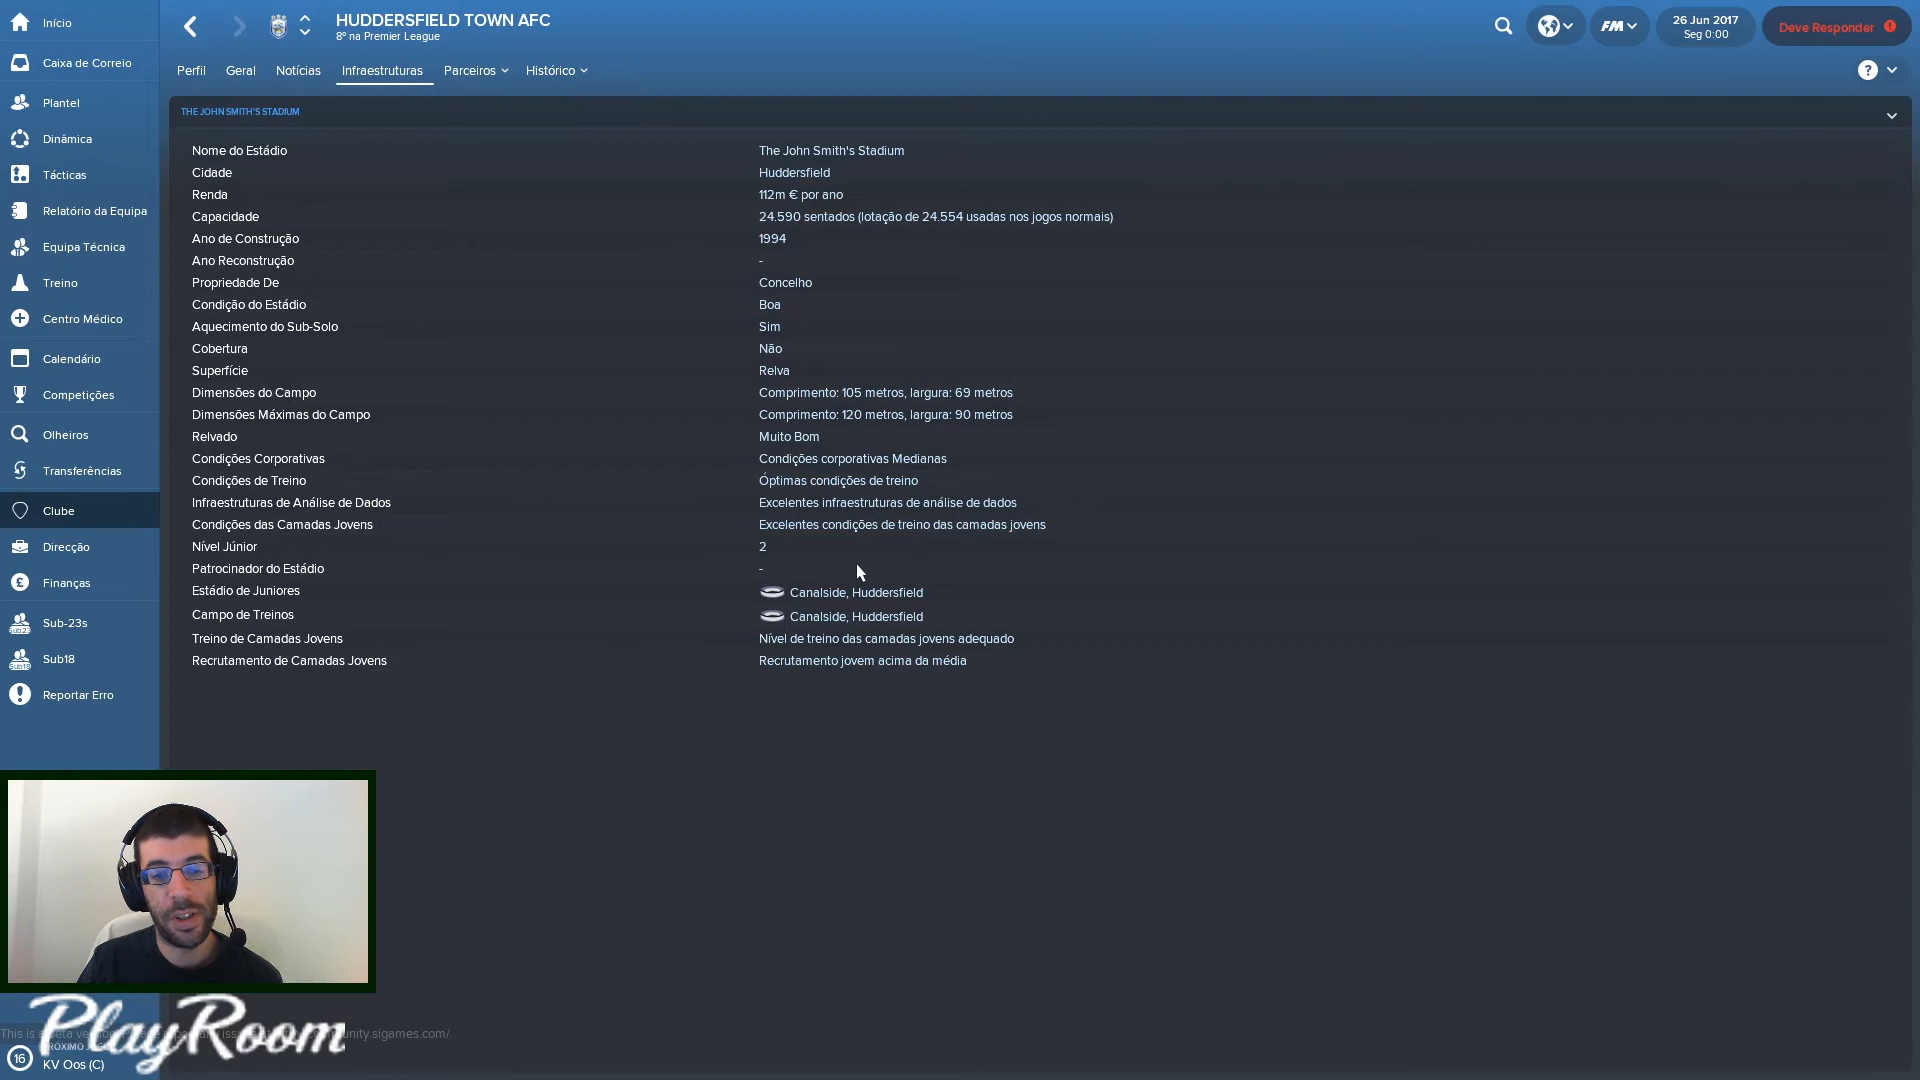 Início
Caixa de Correio
Plantel
Dinâmica
Tácticas
Relatório da Equipa
Equipa Técnica
Treino
Centro Médico
Calendário
Competições
Olheiros
Transferências
Clube
Direcção
Finanças
Sub-23s
Sub18
Reportar Erro
HUDDERSFIELD TOWN AFC
8º na Premier League
FM
26 Jun 2017
Seg 0:00
Deve Responder
Perfil Geral Notícias Infraestruturas Parceiros Histórico
?
THE JOHN SMITH'S STADIUM
Nome do Estádio The John Smith's Stadium
Cidade Huddersfield
Renda 112m € por ano
Capacidade 24.590 sentados (lotação de 24.554 usadas nos jogos normais)
Ano de Construção 1994
Ano Reconstrução -
Propriedade De Concelho
Condição do Estádio Boa
Aquecimento do Sub-Solo Sim
Cobertura Não
Superfície Relva
Dimensões do Campo Comprimento: 105 metros, largura: 69 metros
Dimensões Máximas do Campo Comprimento: 120 metros, largura: 90 metros
Relvado Muito Bom
Condições Corporativas Condições corporativas Medianas
Condições de Treino Óptimas condições de treino
Infraestruturas de Análise de Dados Excelentes infraestruturas de análise de dados
Condições das Camadas Jovens Excelentes condições de treino das camadas jovens
Nível Júnior 2
Patrocinador do Estádio -
Estádio de Juniores Canalside, Huddersfield
Campo de Treinos Canalside, Huddersfield
Treino de Camadas Jovens Nível de treino das camadas jovens adequado
Recrutamento de Camadas Jovens Recrutamento jovem acima da média
PlayRoom
This is a
.sigames.com/
16 KV Oos (C)